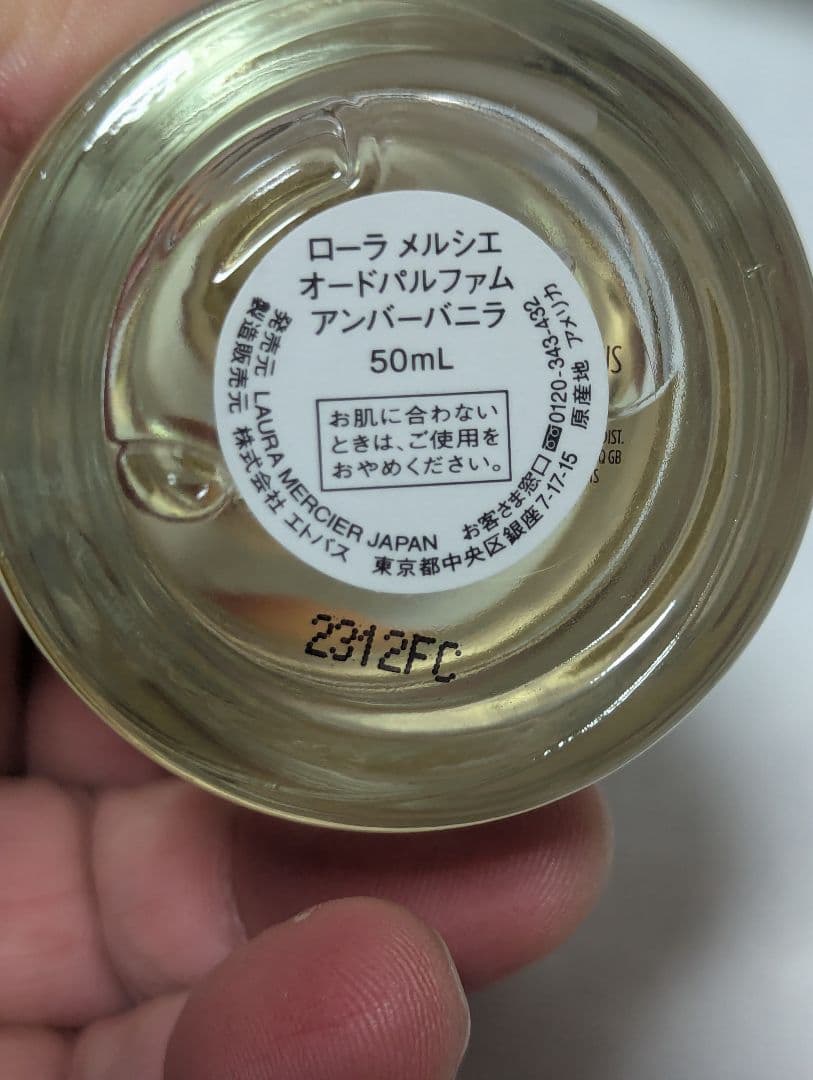 ローラ メルシエ
オードパルファム
アンバーバニラ
50mL
お肌に合わない
ときは、ご使用を
おやめください。
発売元 LAURA MERCIER JAPAN お客さま窓口 0120-343-432
製造販売元 株式会社 エトバス 東京都中央区銀座7-17-15 原産地 アメリカ
DIST.
GB
2312FC